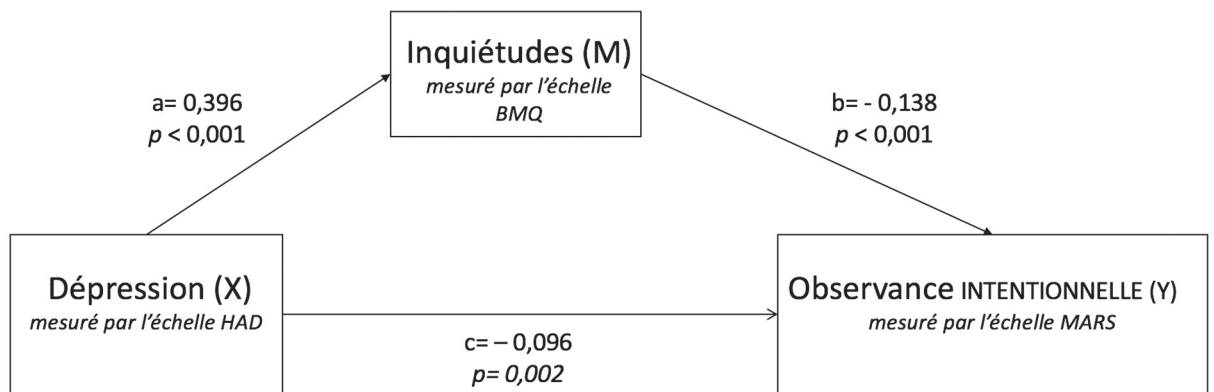 Inquiétudes (M)
mesuré par l’échelle
BMQ
a= 0,396
p < 0,001
b= - 0,138
p < 0,001
Dépression (X)
mesuré par l’échelle HAD
Observance INTENTIONNELLE (Y)
mesuré par l’échelle MARS
c= – 0,096
p= 0,002